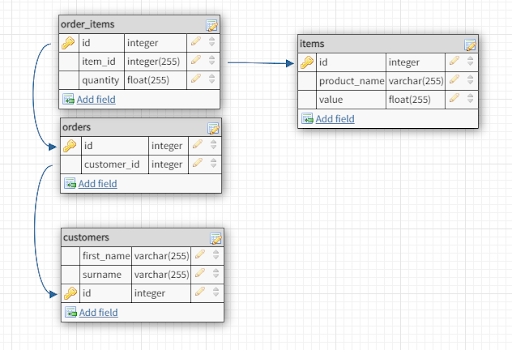 order_items
id integer
item_id integer(255)
quantity float(255)
Add field
items
id integer
product_name varchar(255)
value float(255)
Add field
orders
id integer
customer_id integer
Add field
customers
first_name varchar(255)
surname varchar(255)
id integer
Add field